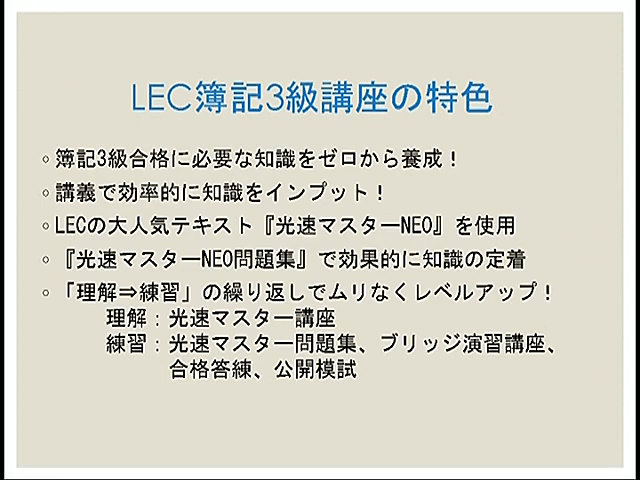 LEC簿記3級講座の特色
◦簿記3級合格に必要な知識をゼロから養成！
◦講義で効率的に知識をインプット！
◦LECの大人気テキスト『光速マスターNEO』を使用
◦『光速マスターNEO問題集』で効果的に知識の定着
◦「理解⇒練習」の繰り返しでムリなくレベルアップ！
理解：光速マスター講座
練習：光速マスター問題集、ブリッジ演習講座、
合格答練、公開模試